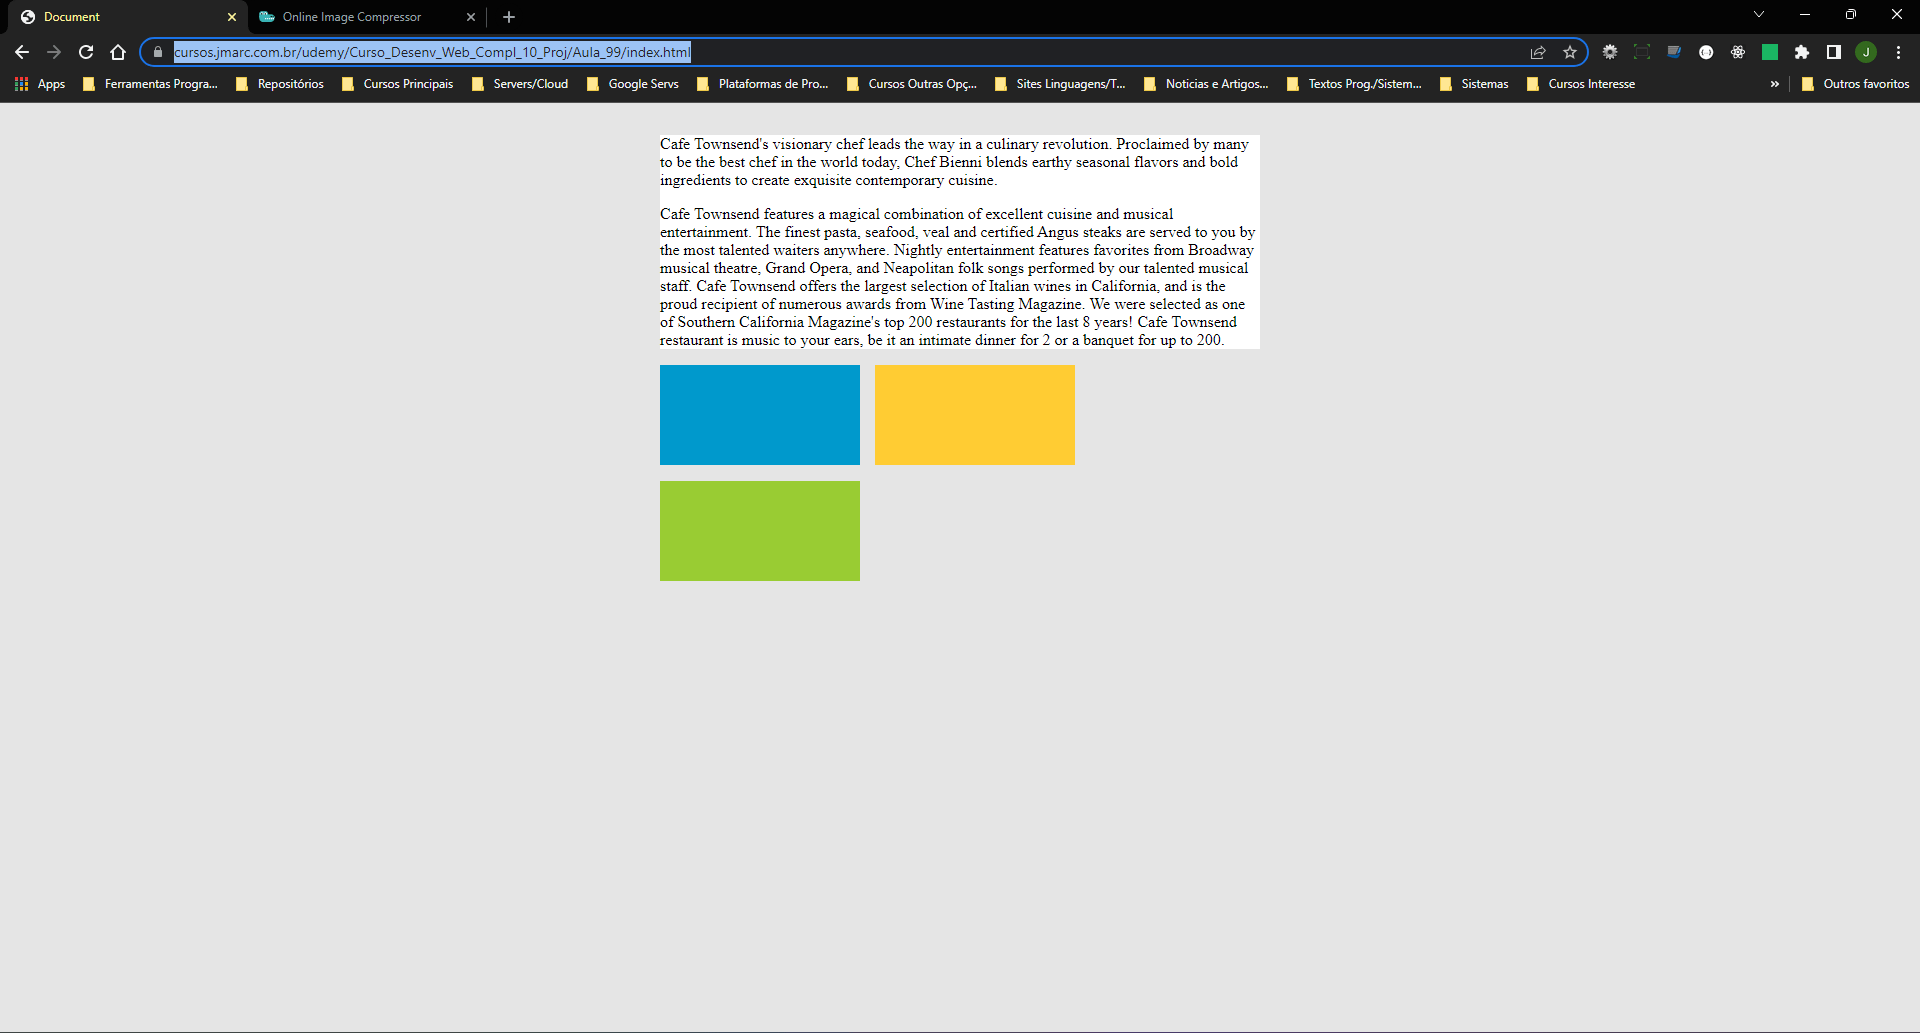 Document
Online Image Compressor
cursos.jmarc.com.br/udemy/Curso_Desenv_Web_Compl_10_Proj/Aula_99/index.html
J
Apps Ferramentas Progra... Repositórios Cursos Principais Servers/Cloud Google Servs Plataformas de Pro... Cursos Outras Opç... Sites Linguagens/T... Noticias e Artigos... Textos Prog./Sistem... Sistemas Cursos Interesse » Outros favoritos
Cafe Townsend's visionary chef leads the way in a culinary revolution. Proclaimed by many
to be the best chef in the world today, Chef Bienni blends earthy seasonal flavors and bold
ingredients to create exquisite contemporary cuisine.
Cafe Townsend features a magical combination of excellent cuisine and musical
entertainment. The finest pasta, seafood, veal and certified Angus steaks are served to you by
the most talented waiters anywhere. Nightly entertainment features favorites from Broadway
musical theatre, Grand Opera, and Neapolitan folk songs performed by our talented musical
staff. Cafe Townsend offers the largest selection of Italian wines in California, and is the
proud recipient of numerous awards from Wine Tasting Magazine. We were selected as one
of Southern California Magazine's top 200 restaurants for the last 8 years! Cafe Townsend
restaurant is music to your ears, be it an intimate dinner for 2 or a banquet for up to 200.